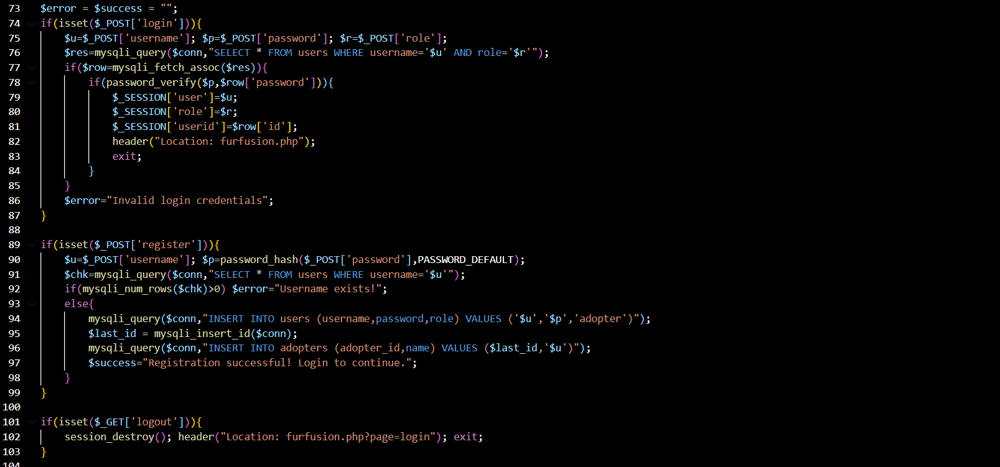 73 $error = $success = "";
74 if(isset($_POST['login'])){
75 $u=$_POST['username']; $p=$_POST['password']; $r=$_POST['role'];
76 $res=mysqli_query($conn,"SELECT * FROM users WHERE username='$u' AND role='$r'");
77 if($row=mysqli_fetch_assoc($res)){
78 if(password_verify($p,$row['password'])){
79 $_SESSION['user']=$u;
80 $_SESSION['role']=$r;
81 $_SESSION['userid']=$row['id'];
82 header("Location: furfusion.php");
83 exit;
84 }
85 }
86 $error="Invalid login credentials";
87 }
88
89 if(isset($_POST['register'])){
90 $u=$_POST['username']; $p=password_hash($_POST['password'],PASSWORD_DEFAULT);
91 $chk=mysqli_query($conn,"SELECT * FROM users WHERE username='$u'");
92 if(mysqli_num_rows($chk)>0) $error="Username exists!";
93 else{
94 mysqli_query($conn,"INSERT INTO users (username,password,role) VALUES ('$u','$p','adopter')");
95 $last_id = mysqli_insert_id($conn);
96 mysqli_query($conn,"INSERT INTO adopters (adopter_id,name) VALUES ($last_id,'$u')");
97 $success="Registration successful! Login to continue.";
98 }
99 }
100
101 if(isset($_GET['logout'])){
102 session_destroy(); header("Location: furfusion.php?page=login"); exit;
103 }
104